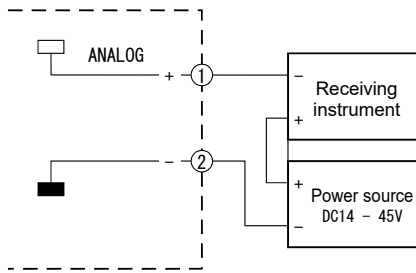 ANALOG
+ 1
- 2
-
Receiving
instrument
+
+
Power source
DC14 - 45V
-